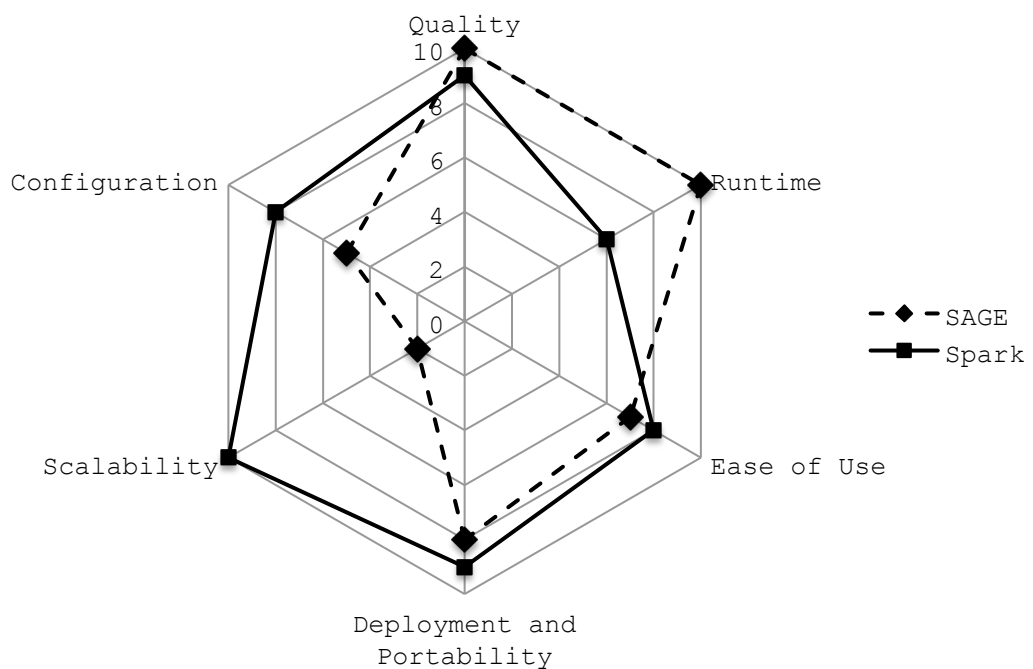 Quality
10
8
6
4
2
0
Configuration
Runtime
SAGE
Spark
Scalability
Ease of Use
Deployment and
Portability